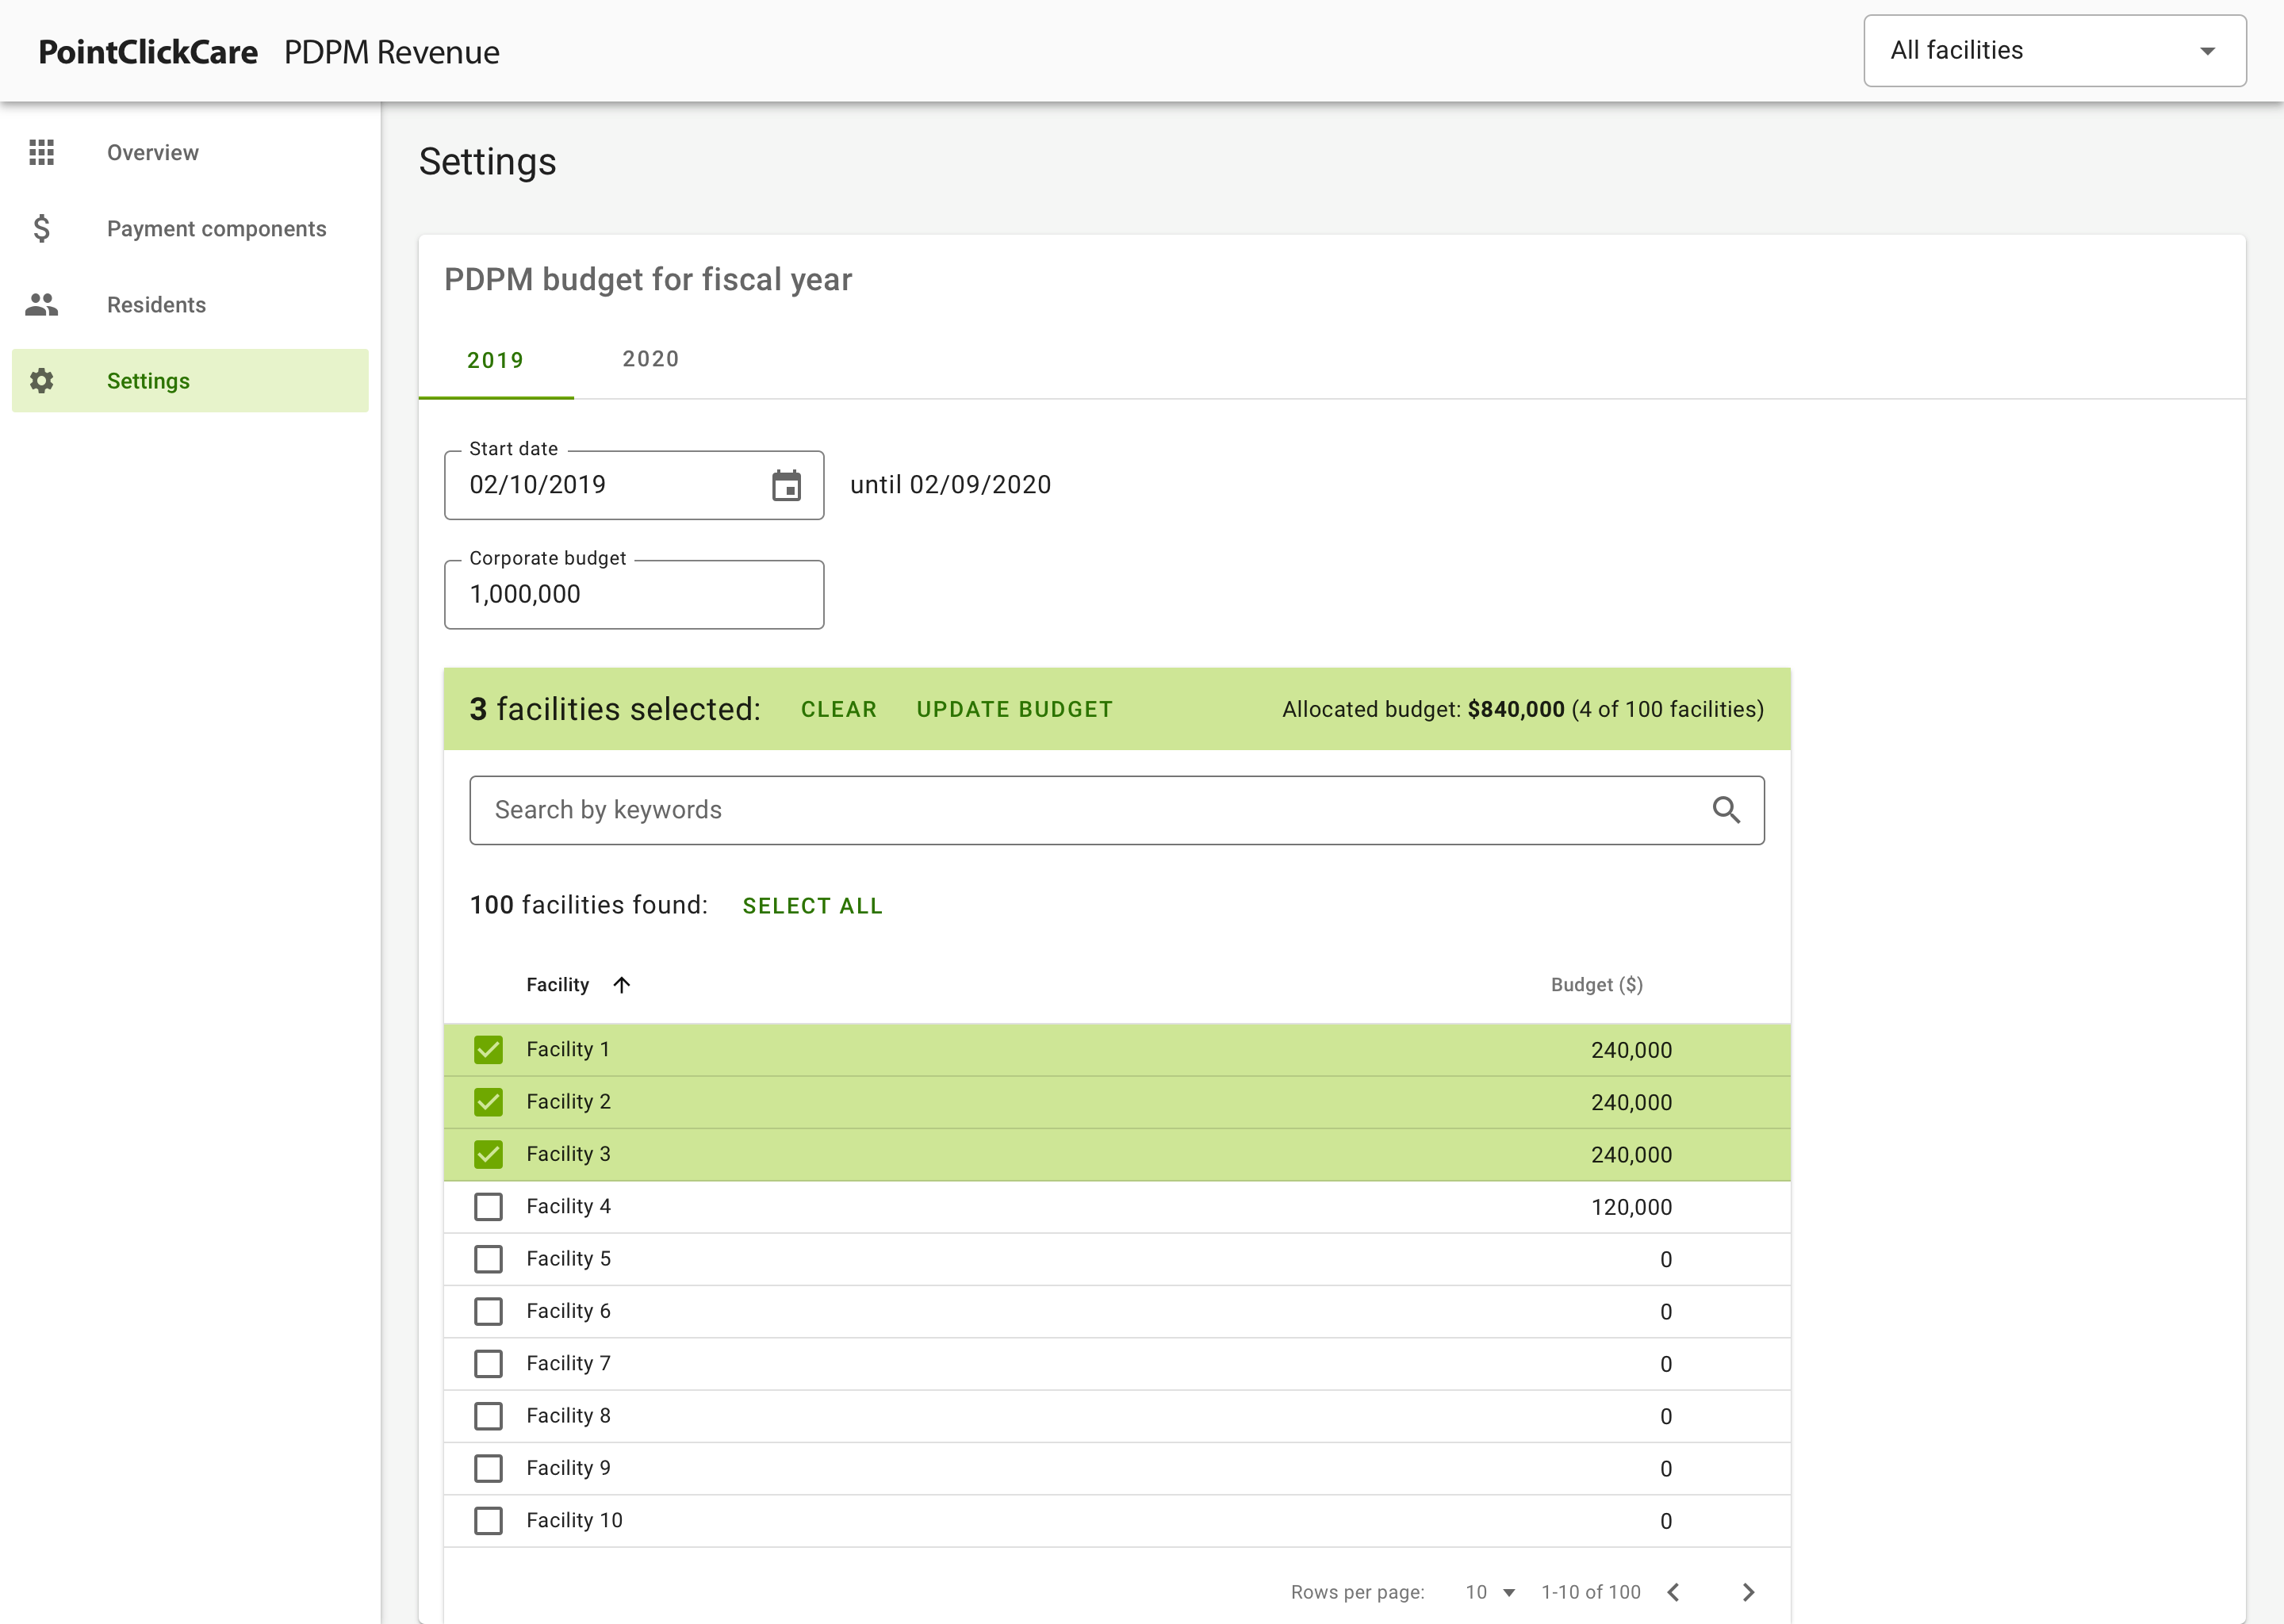 PointClickCare PDPM Revenue
All facilities
Overview
Payment components
Residents
Settings
Settings
PDPM budget for fiscal year
2019 2020
Start date
02/10/2019 until 02/09/2020
Corporate budget
1,000,000
3 facilities selected: CLEAR UPDATE BUDGET Allocated budget: $840,000 (4 of 100 facilities)
Search by keywords
100 facilities found: SELECT ALL
Facility Budget ($)
Facility 1 240,000
Facility 2 240,000
Facility 3 240,000
Facility 4 120,000
Facility 5 0
Facility 6 0
Facility 7 0
Facility 8 0
Facility 9 0
Facility 10 0
Rows per page: 10 1-10 of 100